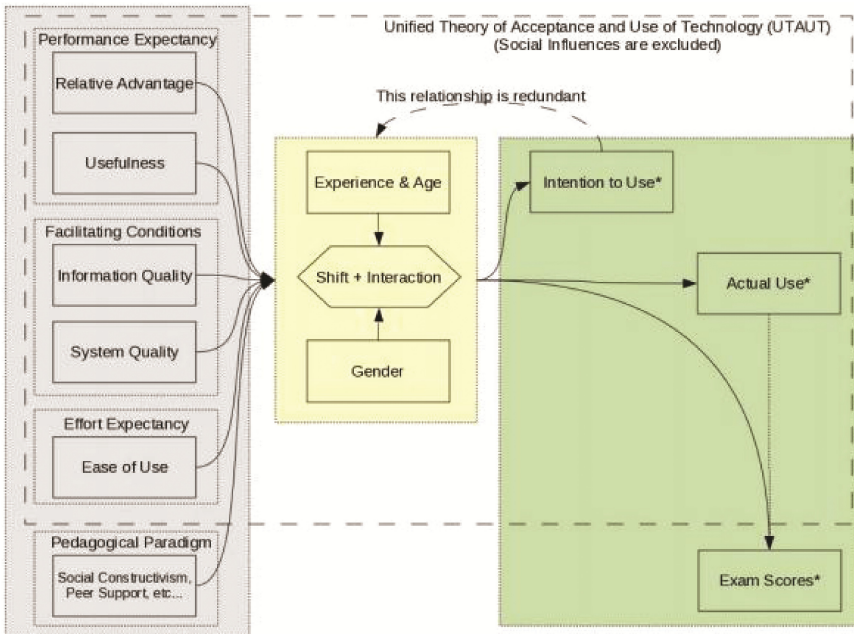 Unified Theory of Acceptance and Use of Technology (UTAUT)
(Social Influences are excluded)
Performance Expectancy
Relative Advantage
Usefulness
Facilitating Conditions
Information Quality
System Quality
Effort Expectancy
Ease of Use
Pedagogical Paradigm
Social Constructivism,
Peer Support, etc...
This relationship is redundant
Experience & Age
Shift + Interaction
Gender
Intention to Use*
Actual Use*
Exam Scores*